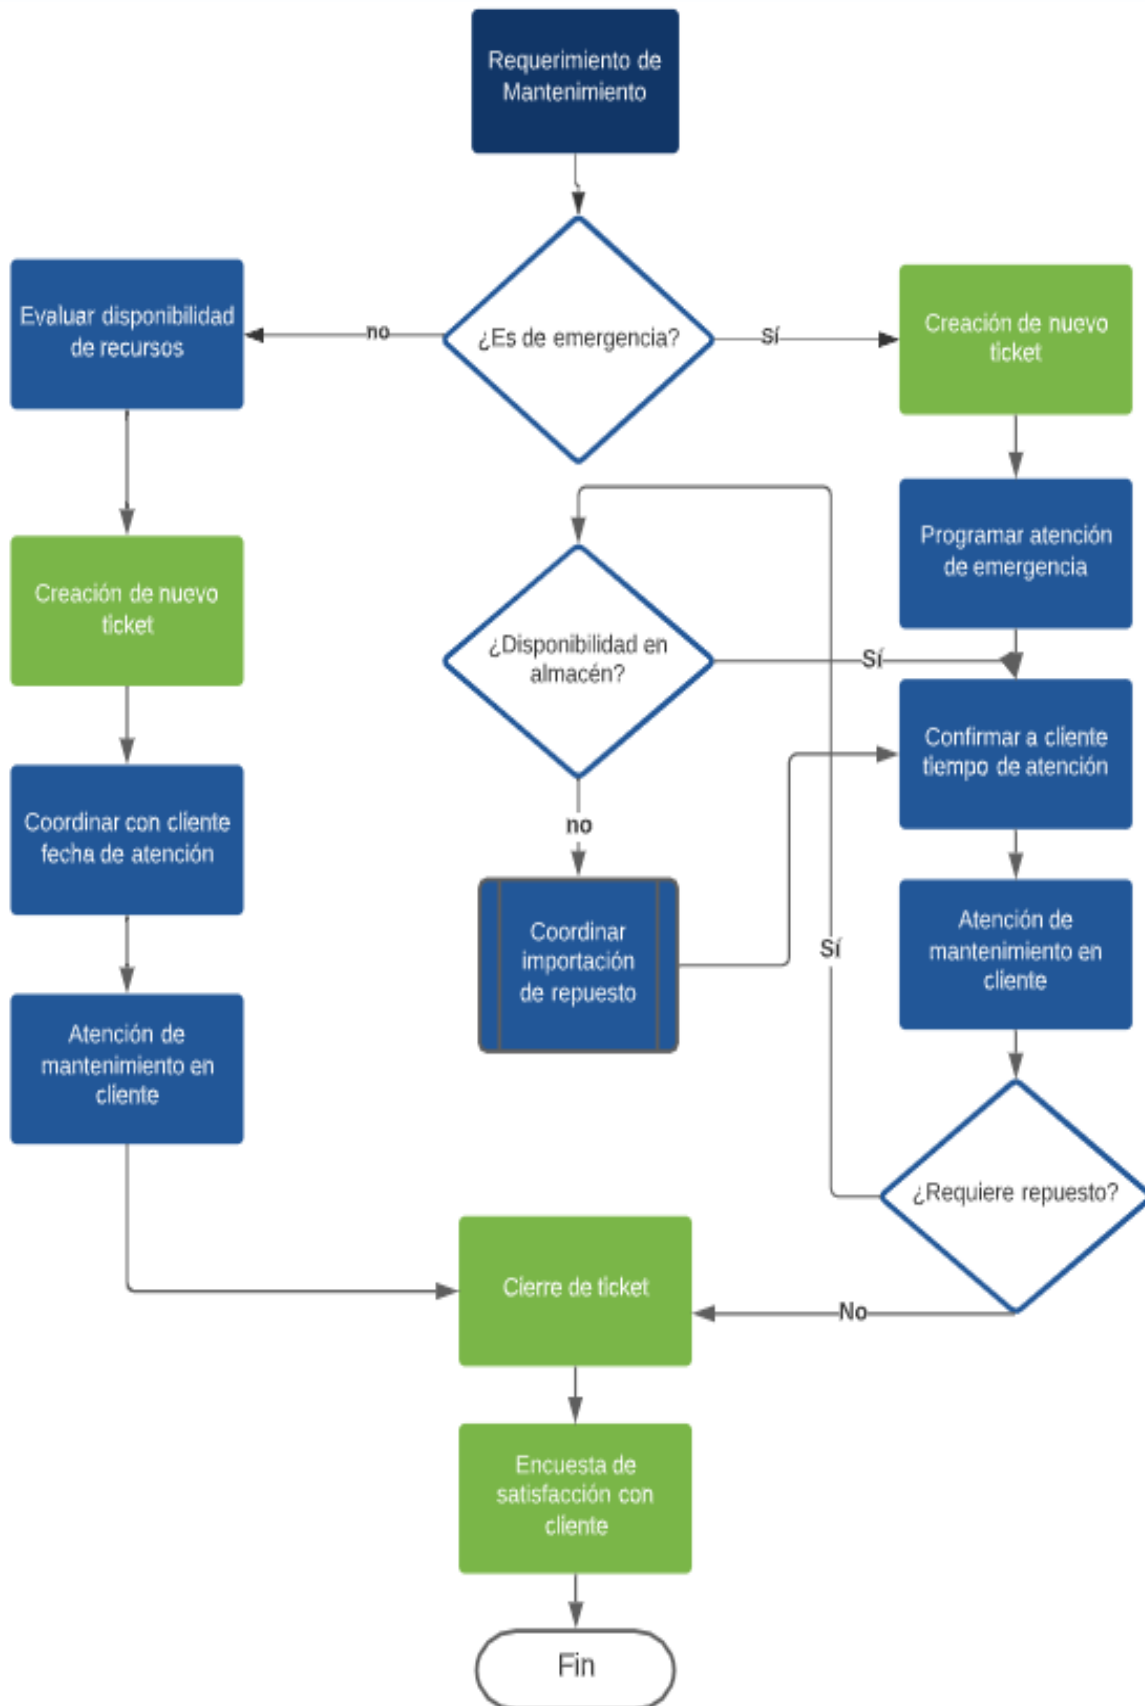 Requerimiento de
Mantenimiento
¿Es de emergencia?
no
Sí
Evaluar disponibilidad
de recursos
Creación de nuevo
ticket
Programar atención
de emergencia
Creación de nuevo
ticket
¿Disponibilidad en
almacén?
Sí
Confirmar a cliente
tiempo de atención
no
Coordinar con cliente
fecha de atención
Coordinar
importación
de repuesto
Sí
Atención de
mantenimiento en
cliente
Atención de
mantenimiento en
cliente
¿Requiere repuesto?
No
Cierre de ticket
Encuesta de
satisfacción con
cliente
Fin